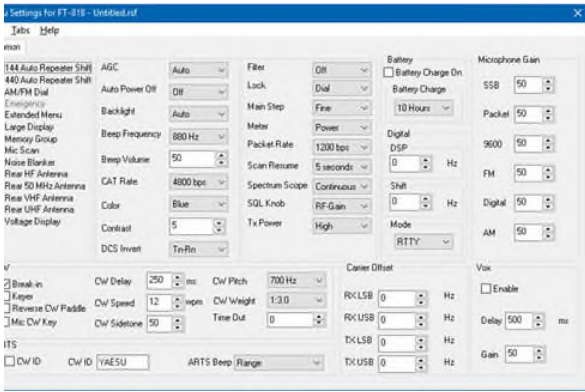 Settings for FT-818 - Untitled.rsf
Tabs Help
144 Auto Repeater Shift
440 Auto Repeater Shift
AM/FM Dial
Emergency
Extended Menu
Large Display
Memory Group
Mic Scan
Noise Blanker
Rear HF Antenna
Rear 50 MHz Antenna
Rear VHF Antenna
Rear UHF Antenna
Voltage Display
AGC Auto
Auto Power Off Off
Backlight Auto
Beep Frequency 880 Hz
Beep Volume 50
CAT Rate 4800 bps
Color Blue
Contrast 5
DCS Invert Tn-Rn
Filter Off
Lock Dial
Main Step Fine
Meter Power
Packet Rate 1200 bps
Scan Resume 5 seconds
Spectrum Scope Continuous
SQL Knob RF-Gain
Tx Power High
Battery
Battery Charge On
Battery Charge
10 Hours
Digital
DSP
0 Hz
Shift
0 Hz
Mode
RTTY
Microphone Gain
SSB 50
Packet 50
9600 50
FM 50
Digital 50
AM 50
Break-in
Keyer
Reverse CW Paddle
Mic CW Key
CW Delay 250 ms
CW Speed 12 wpm
CW Sidetone 50
CW Pitch 700 Hz
CW Weight 1:3.0
Time Out 0
CW ID
CW ID YAESU
ARTS Beep Range
Carrier Offset
RX LSB 0 Hz
RX USB 0 Hz
TX LSB 0 Hz
TX USB 0 Hz
Vox
Enable
Delay 500 ms
Gain 50